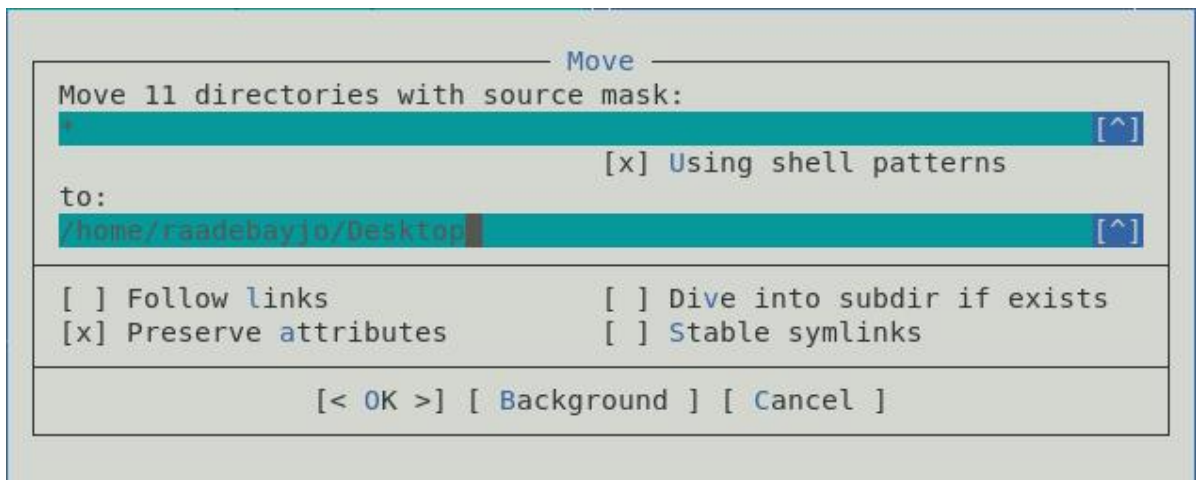 Move
Move 11 directories with source mask:
* [^]
[x] Using shell patterns
to:
/home/raadebayjo/Desktop [^]
[ ] Follow links [ ] Dive into subdir if exists
[x] Preserve attributes [ ] Stable symlinks
[< OK >] [ Background ] [ Cancel ]